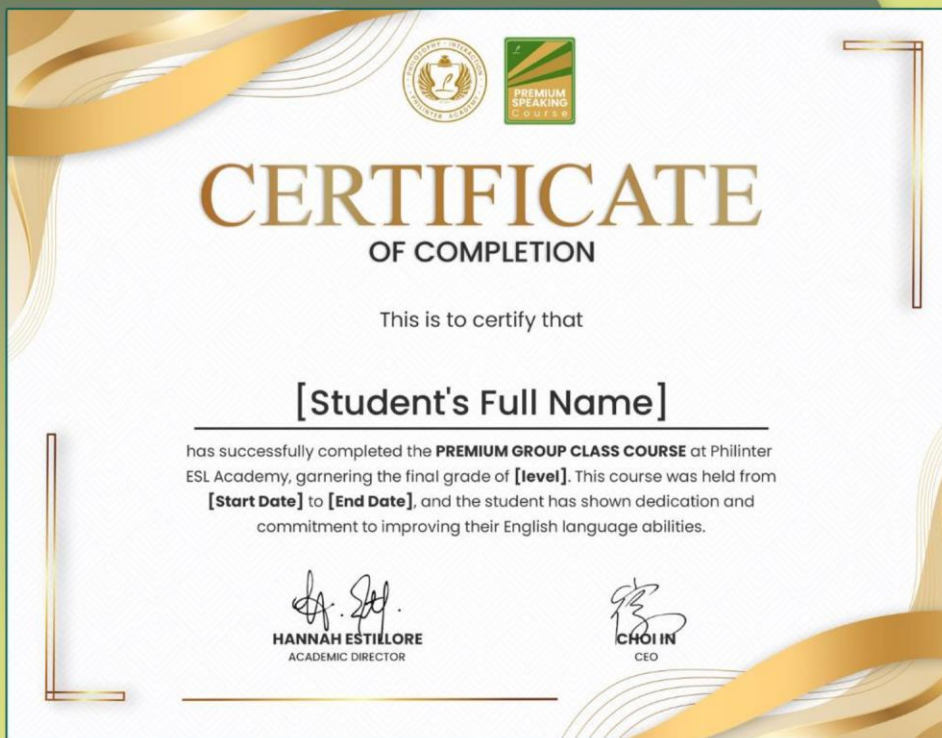 PHILOSOPHY · INTERACTION
PHILINTER ACADEMY
PREMIUM
SPEAKING
Course
CERTIFICATE
OF COMPLETION
This is to certify that
[Student's Full Name]
has successfully completed the PREMIUM GROUP CLASS COURSE at Philinter
ESL Academy, garnering the final grade of [level]. This course was held from
[Start Date] to [End Date], and the student has shown dedication and
commitment to improving their English language abilities.
HANNAH ESTILLORE
ACADEMIC DIRECTOR
CHOI IN
CEO